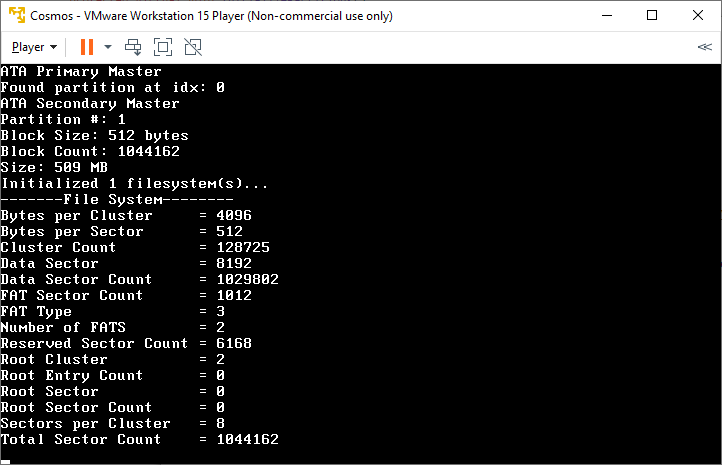 Cosmos - VMware Workstation 15 Player (Non-commercial use only)
Player
ATA Primary Master
Found partition at idx: 0
ATA Secondary Master
Partition #: 1
Block Size: 512 bytes
Block Count: 1044162
Size: 509 MB
Initialized 1 filesystem(s)...
-------File System--------
Bytes per Cluster     = 4096
Bytes per Sector      = 512
Cluster Count         = 128725
Data Sector           = 8192
Data Sector Count     = 1029802
FAT Sector Count      = 1012
FAT Type              = 3
Number of FATS        = 2
Reserved Sector Count = 6168
Root Cluster          = 2
Root Entry Count      = 0
Root Sector           = 0
Root Sector Count     = 0
Sectors per Cluster   = 8
Total Sector Count    = 1044162